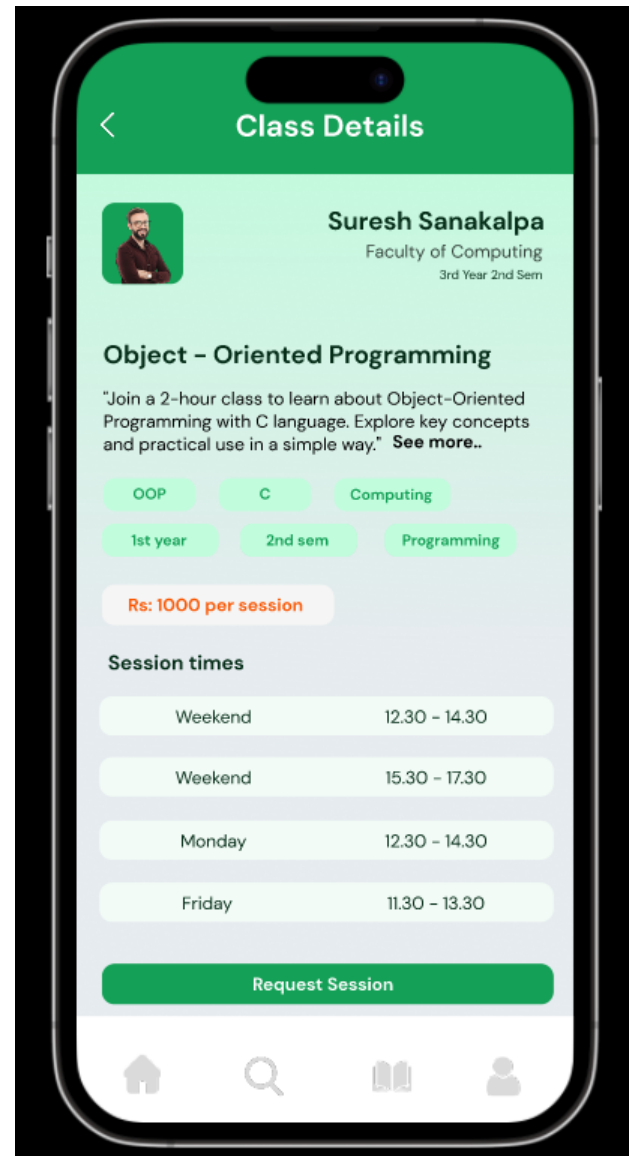 Class Details
Suresh Sanakalpa
Faculty of Computing
3rd Year 2nd Sem
Object - Oriented Programming
"Join a 2-hour class to learn about Object-Oriented
Programming with C language. Explore key concepts
and practical use in a simple way." See more..
OOP C Computing
1st year 2nd sem Programming
Rs: 1000 per session
Session times
Weekend 12.30 - 14.30
Weekend 15.30 - 17.30
Monday 12.30 - 14.30
Friday 11.30 - 13.30
Request Session